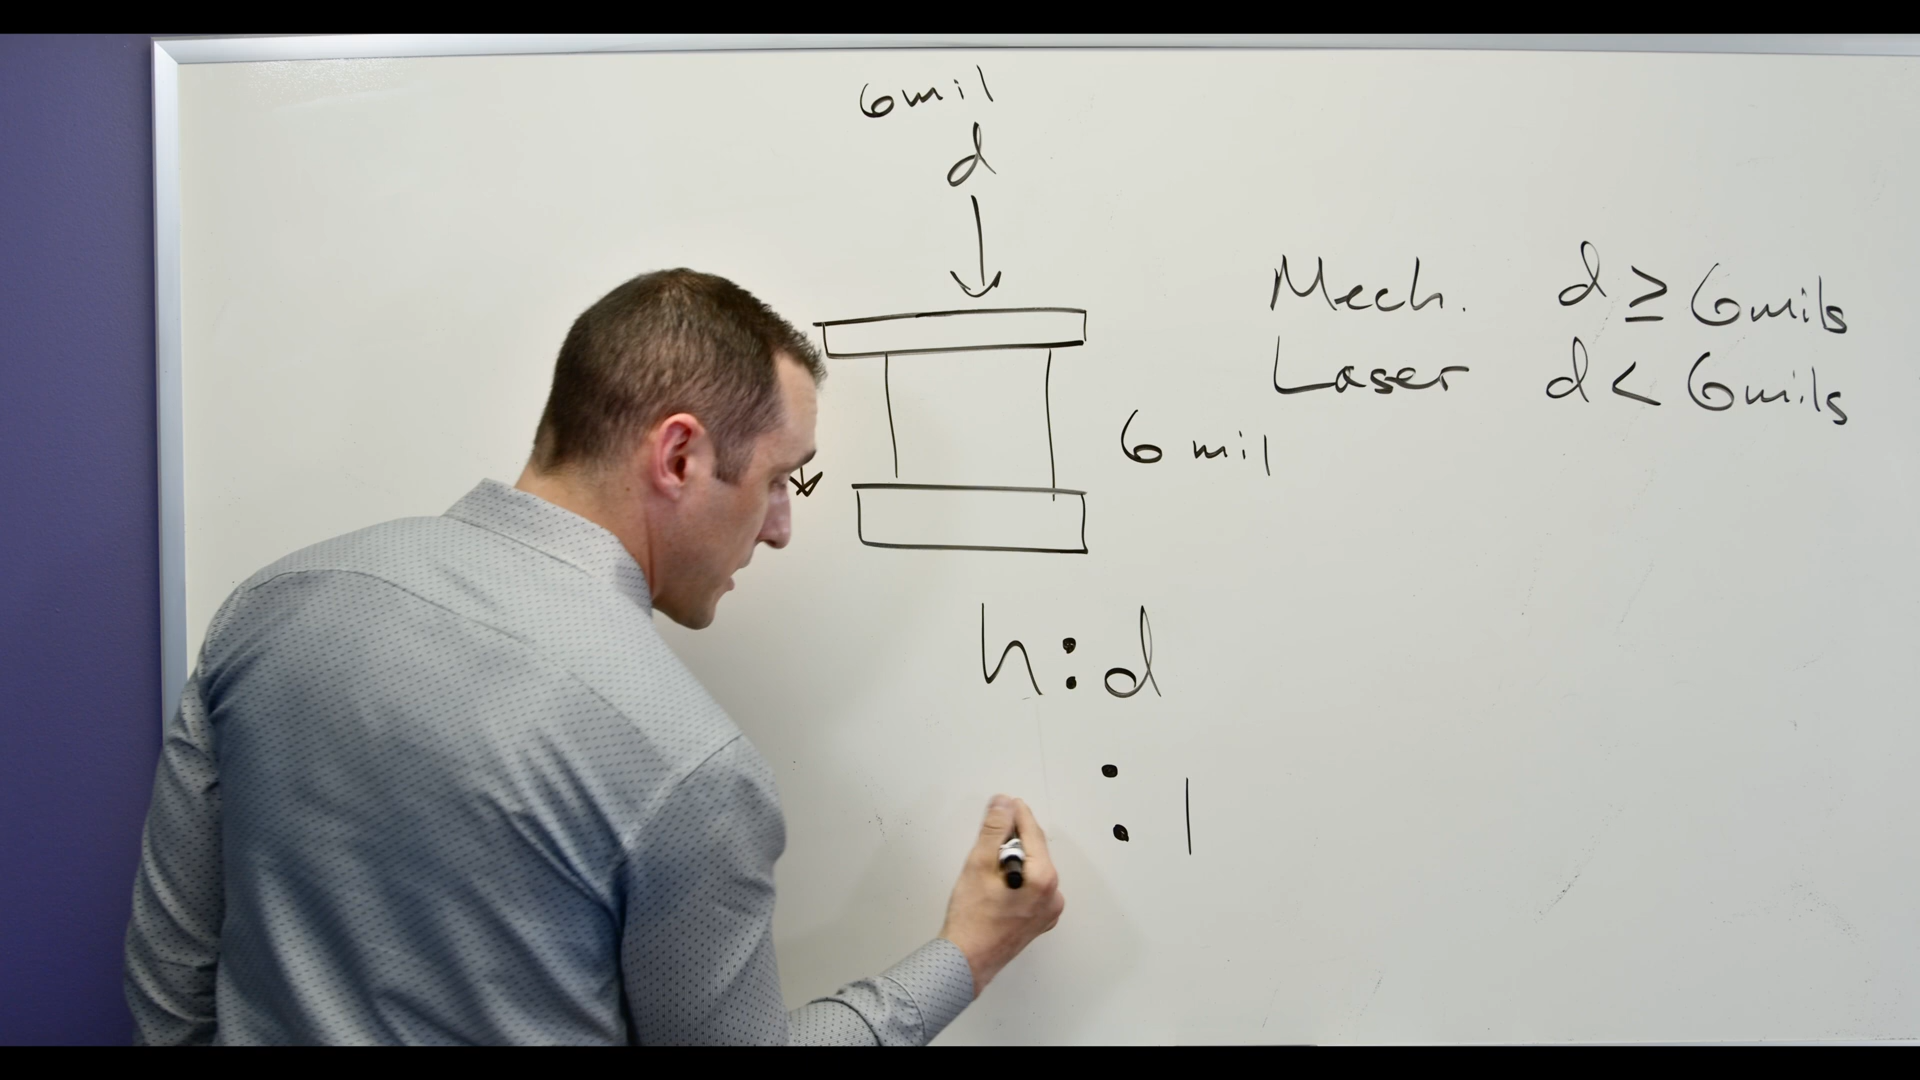 6mil
d
Mech. d ≥ 6mils
Laser d < 6mils
6 mil
h:d
: 1